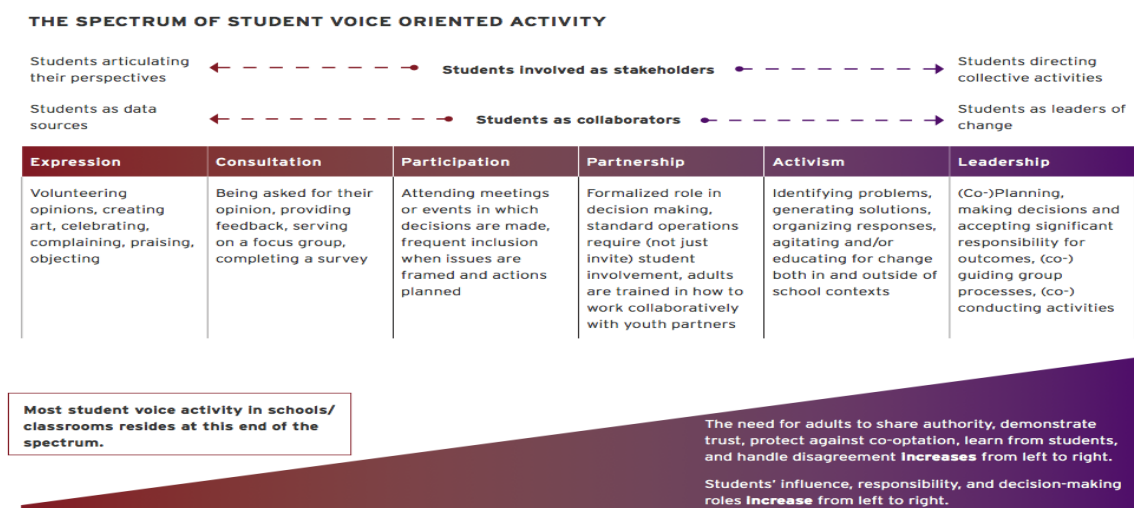 THE SPECTRUM OF STUDENT VOICE ORIENTED ACTIVITY
Students articulating
their perspectives
Students involved as stakeholders
Students directing
collective activities
Students as data
sources
Students as collaborators
Students as leaders of
change
Expression
Volunteering
opinions, creating
art, celebrating,
complaining, praising,
objecting
Consultation
Being asked for their
opinion, providing
feedback, serving
on a focus group,
completing a survey
Participation
Attending meetings
or events in which
decisions are made,
frequent inclusion
when issues are
framed and actions
planned
Partnership
Formalized role in
decision making,
standard operations
require (not just
invite) student
involvement, adults
are trained in how to
work collaboratively
with youth partners
Activism
Identifying problems,
generating solutions,
organizing responses,
agitating and/or
educating for change
both in and outside of
school contexts
Leadership
(Co-)Planning,
making decisions and
accepting significant
responsibility for
outcomes, (co-)
guiding group
processes, (co-)
conducting activities
Most student voice activity in schools/
classrooms resides at this end of the
spectrum.
The need for adults to share authority, demonstrate
trust, protect against co-optation, learn from students,
and handle disagreement Increases from left to right.
Students' influence, responsibility, and decision-making
roles Increase from left to right.